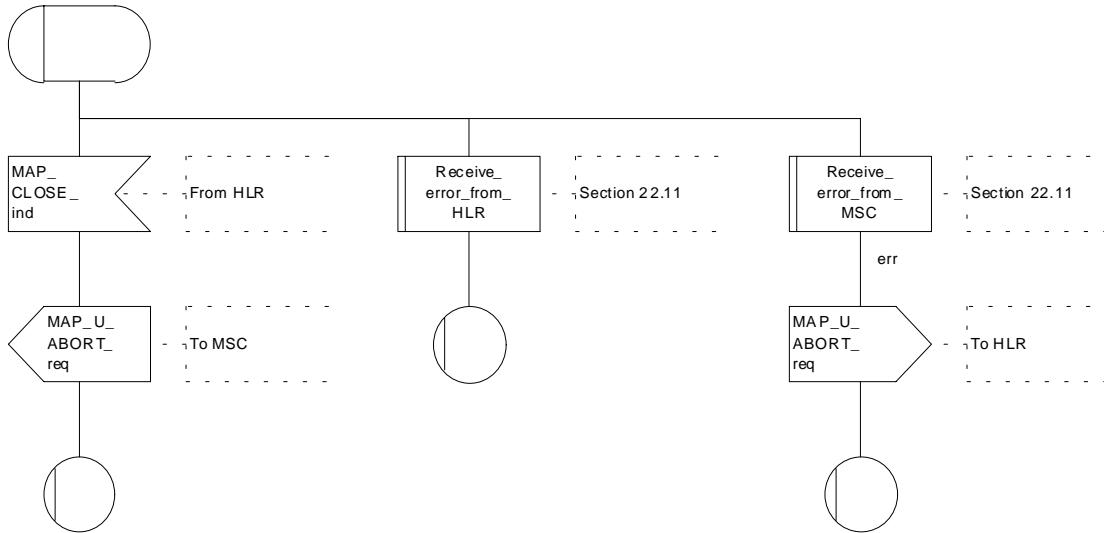 MAP_
CLOSE_
ind
From HLR
Receive_
error_from_
HLR
Section 22.11
Receive_
error_from_
MSC
Section 22.11
err
MAP_U_
ABORT_
req
To MSC
MAP_U_
ABORT_
req
To HLR